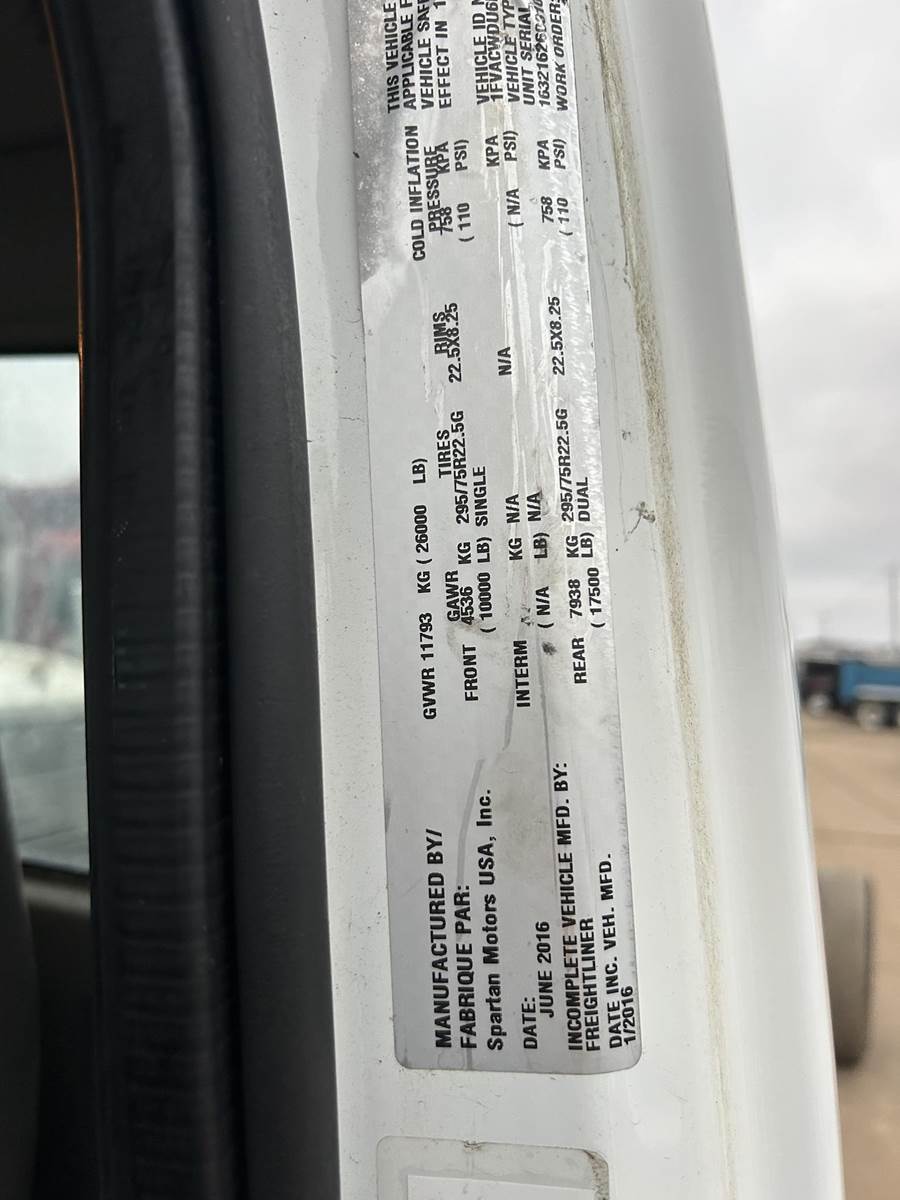 MANUFACTURED BY/
FABRIQUE PAR:
Spartan Motors USA, Inc.
DATE:
JUNE 2016
INCOMPLETE VEHICLE MFD. BY:
FREIGHTLINER
DATE INC. VEH. MFD.
1/2016
GVWR 11793 KG ( 26000 LB)
GAWR TIRES RIMS COLD INFLATION
PRESSURE
FRONT 4536 KG 295/75R22.5G 22.5X8.25 758 KPA
( 10000 LB) SINGLE ( 110 PSI)
INTERM KG N/A N/A KPA
( N/A LB) N/A ( N/A PSI)
REAR 7938 KG 295/75R22.5G 22.5X8.25 758 KPA
( 17500 LB) DUAL ( 110 PSI)
THIS VEHICLE
APPLICABLE
VEHICLE
EFFECT IN
VEHICLE ID
VEHICLE
UNIT SERIAL
WORK ORDER: